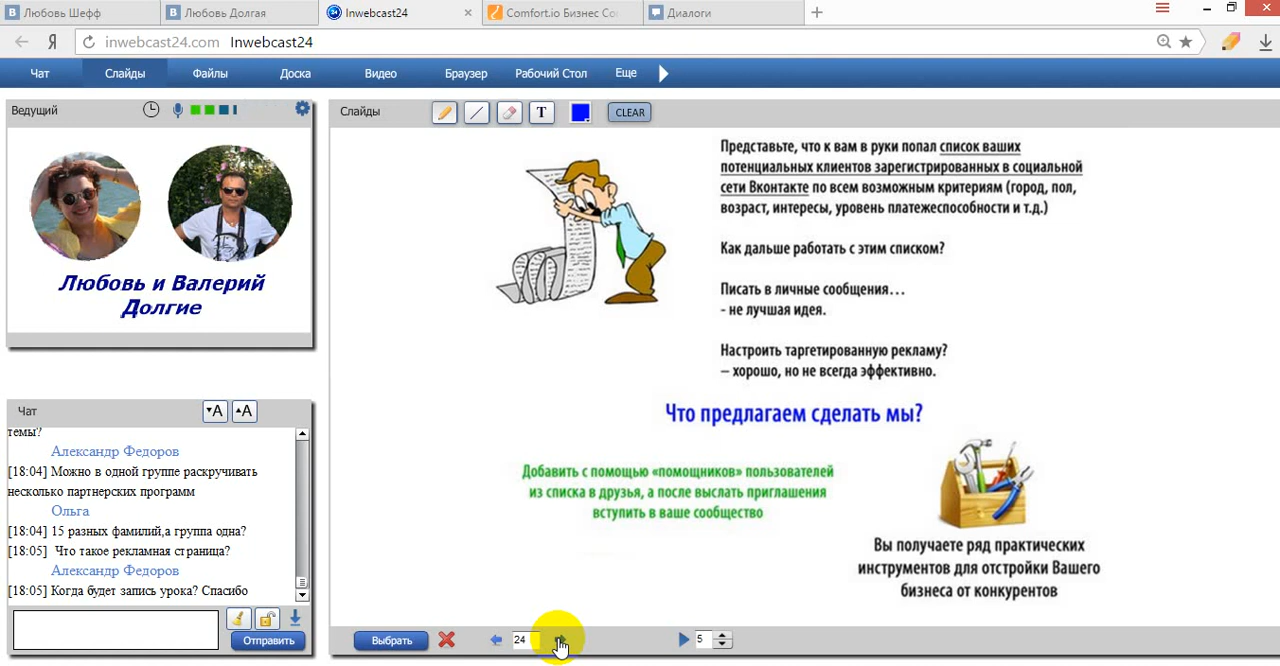 Любовь Шефф
Любовь Долгая
Inwebcast24
Comfort.io Бизнес Со
Диалоги
Я
inwebcast24.com Inwebcast24
Чат
Слайды
Файлы
Доска
Видео
Браузер
Рабочий Стол
Еще
Ведущий
Любовь и Валерий
Долгие
Чат
▾A
▴A
темы?
Александр Федоров
[18:04] Можно в одной группе раскручивать
несколько партнерских программ
Ольга
[18:04] 15 разных фамилий,а группа одна?
[18:05] Что такое рекламная страница?
Александр Федоров
[18:05] Когда будет запись урока? Спасибо
Отправить
Слайды
T
CLEAR
Представьте, что к вам в руки попал список ваших
потенциальных клиентов зарегистрированных в социальной
сети Вконтакте по всем возможным критериям (город, пол,
возраст, интересы, уровень платежеспособности и т.д.)
Как дальше работать с этим списком?
Писать в личные сообщения…
- не лучшая идея.
Настроить таргетированную рекламу?
– хорошо, но не всегда эффективно.
Что предлагаем сделать мы?
Добавить с помощью «помощников» пользователей
из списка в друзья, а после выслать приглашения
вступить в ваше сообщество
Вы получаете ряд практических
инструментов для отстройки Вашего
бизнеса от конкурентов
Выбрать
24
5